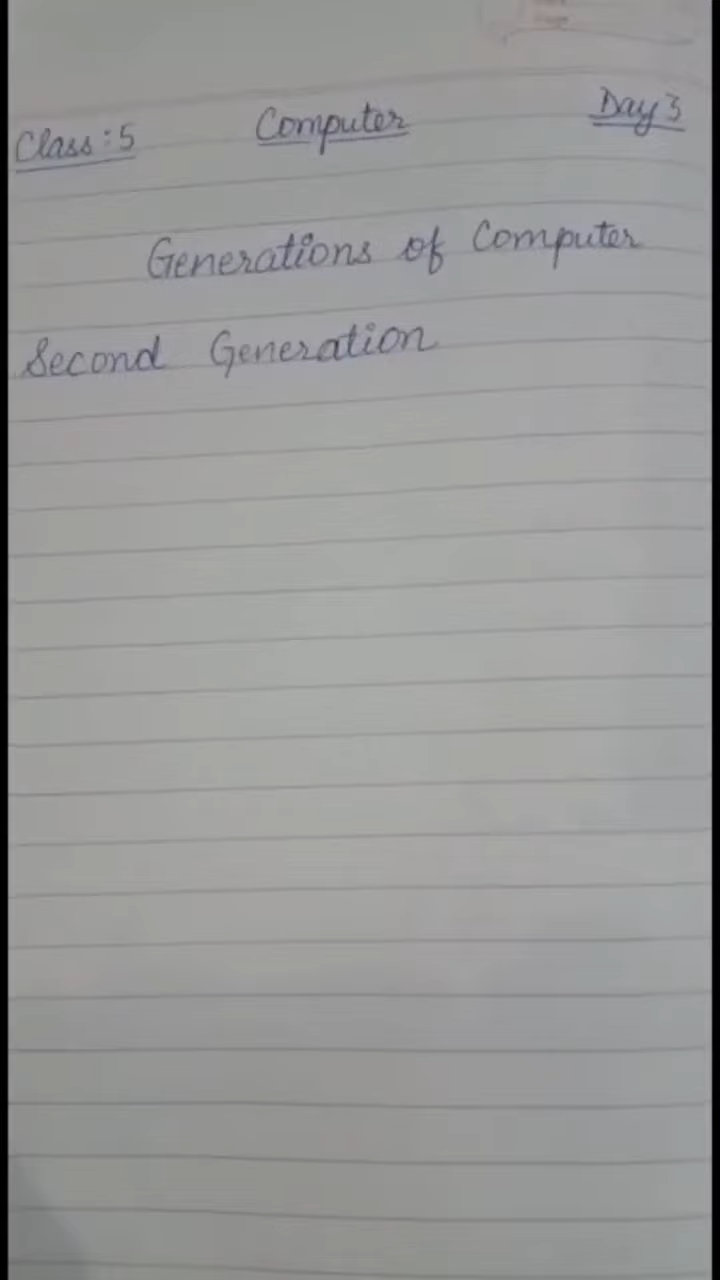 Class : 5 Computer Day 3
Generations of Computer
Second Generation